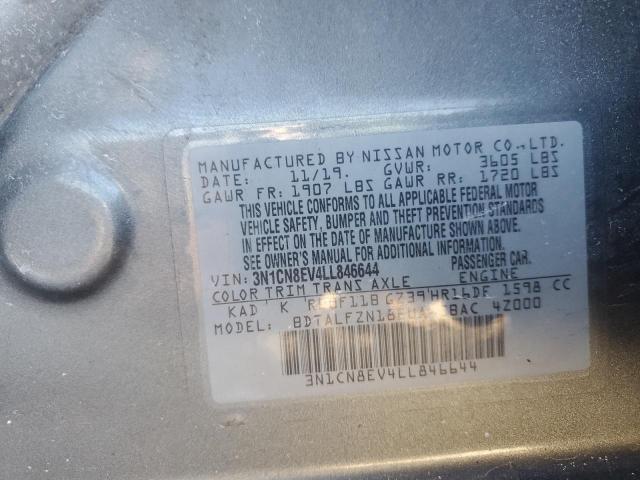 MANUFACTURED BY NISSAN MOTOR CO., LTD.
DATE: 11/19. GVWR: 3605 LBS
GAWR FR: 1907 LBS GAWR RR: 1720 LBS
THIS VEHICLE CONFORMS TO ALL APPLICABLE FEDERAL MOTOR
VEHICLE SAFETY, BUMPER AND THEFT PREVENTION STANDARDS
IN EFFECT ON THE DATE OF MANUFACTURE SHOWN ABOVE.
SEE OWNER'S MANUAL FOR ADDITIONAL INFORMATION.
VIN: 3N1CN8EV4LL846644 PASSENGER CAR.
COLOR TRIM TRANS AXLE ENGINE
KAD K HR16DF 1598 CC
MODEL: 42000
3N1CN8EV4LL846644